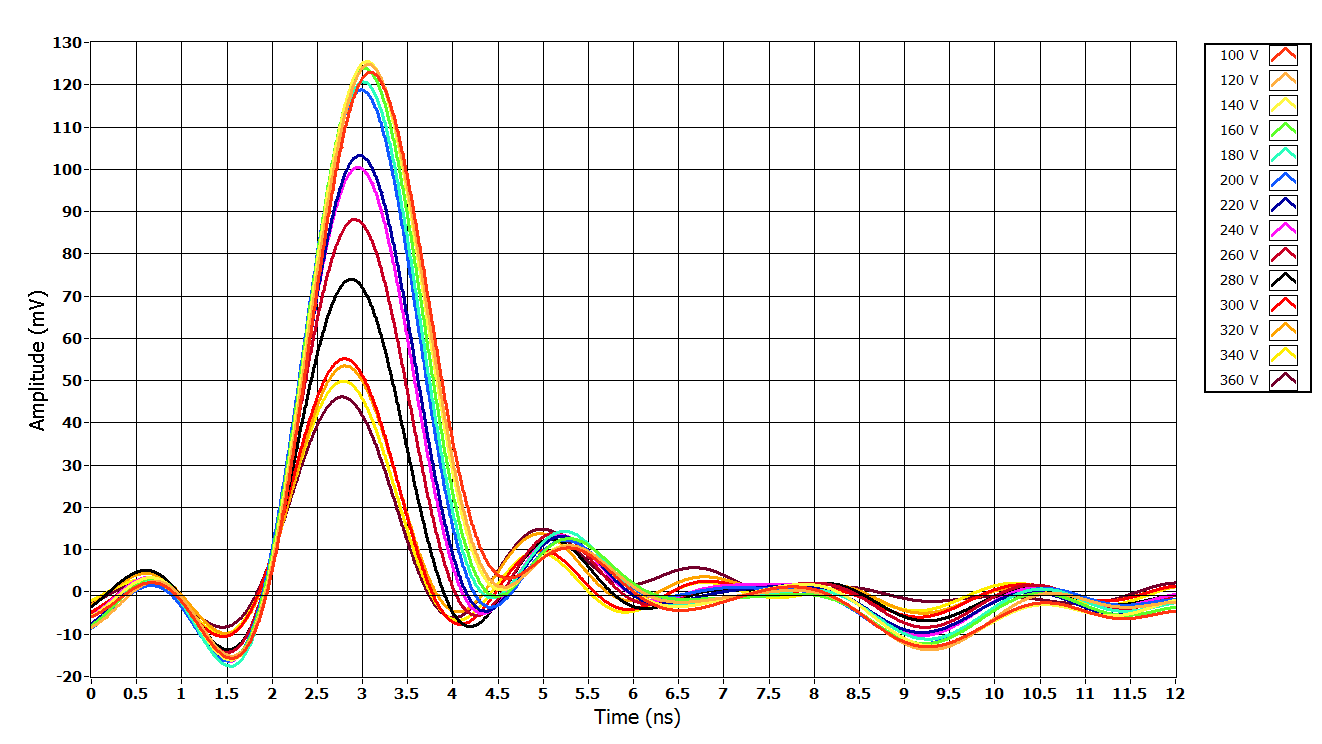 130
120
110
100
90
80
70
60
50
40
30
20
10
0
-10
-20
Amplitude (mV)
0 0.5 1 1.5 2 2.5 3 3.5 4 4.5 5 5.5 6 6.5 7 7.5 8 8.5 9 9.5 10 10.5 11 11.5 12
Time (ns)
100 V
120 V
140 V
160 V
180 V
200 V
220 V
240 V
260 V
280 V
300 V
320 V
340 V
360 V